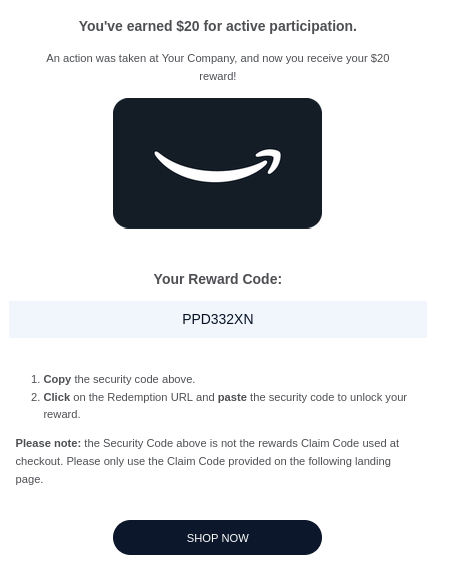 You've earned $20 for active participation.
An action was taken at Your Company, and now you receive your $20
reward!
Your Reward Code:
PPD332XN
1. Copy the security code above.
2. Click on the Redemption URL and paste the security code to unlock your
reward.
Please note: the Security Code above is not the rewards Claim Code used at
checkout. Please only use the Claim Code provided on the following landing
page.
SHOP NOW